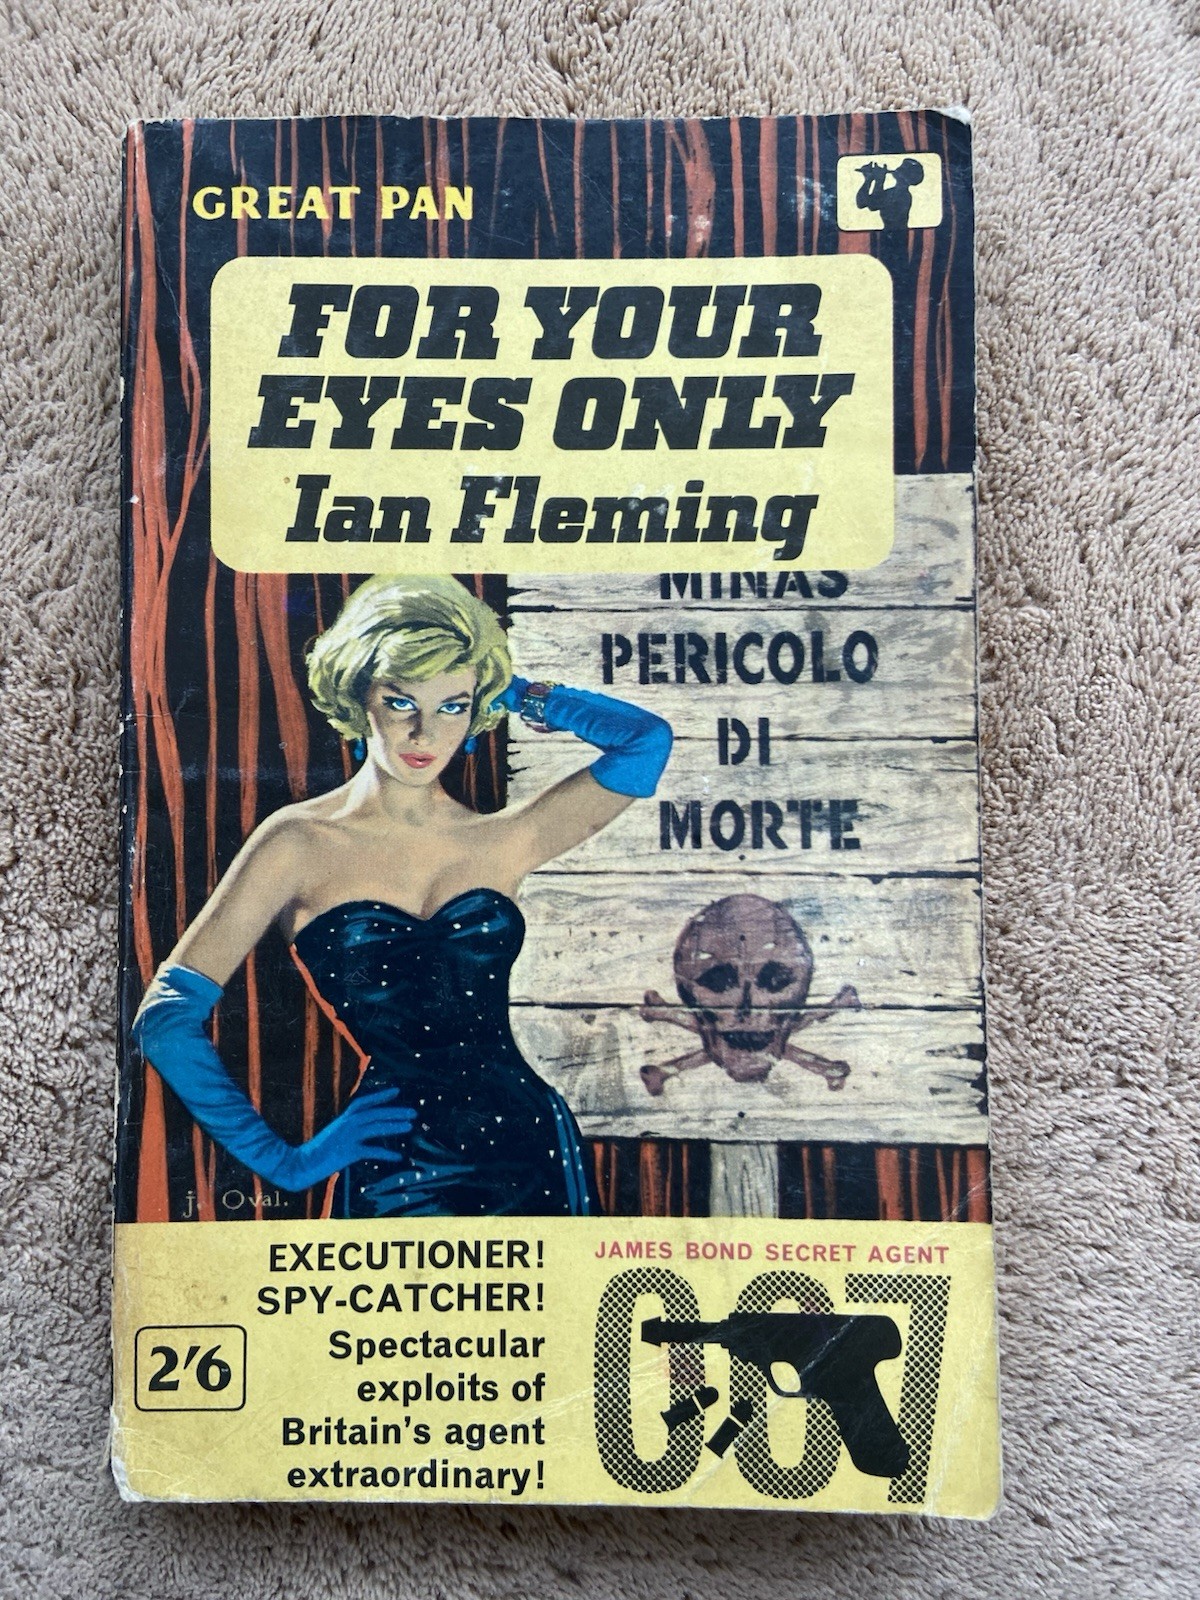 GREAT PAN
FOR YOUR
EYES ONLY
Ian Fleming
MINAS
PERICOLO
DI
MORTE
j. Oval.
EXECUTIONER!
SPY-CATCHER!
Spectacular
exploits of
Britain's agent
extraordinary!
2'6
JAMES BOND SECRET AGENT
007